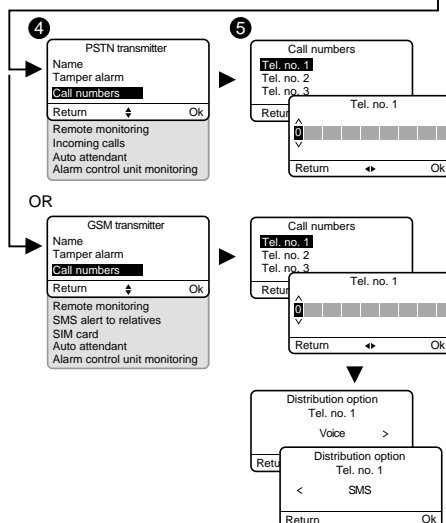 4
PSTN transmitter
Name
Tamper alarm
Call numbers
Return Ok
Remote monitoring
Incoming calls
Auto attendant
Alarm control unit monitoring
5
Call numbers
Tel. no. 1
Tel. no. 2
Tel. no. 3
Retur
Tel. no. 1
0
Return Ok
OR
GSM transmitter
Name
Tamper alarm
Call numbers
Return Ok
Remote monitoring
SMS alert to relatives
SIM card
Auto attendant
Alarm control unit monitoring
Call numbers
Tel. no. 1
Tel. no. 2
Tel. no. 3
Retur
Tel. no. 1
0
Return Ok
Distribution option
Tel. no. 1
Voice >
Retu
Distribution option
Tel. no. 1
< SMS
Return Ok